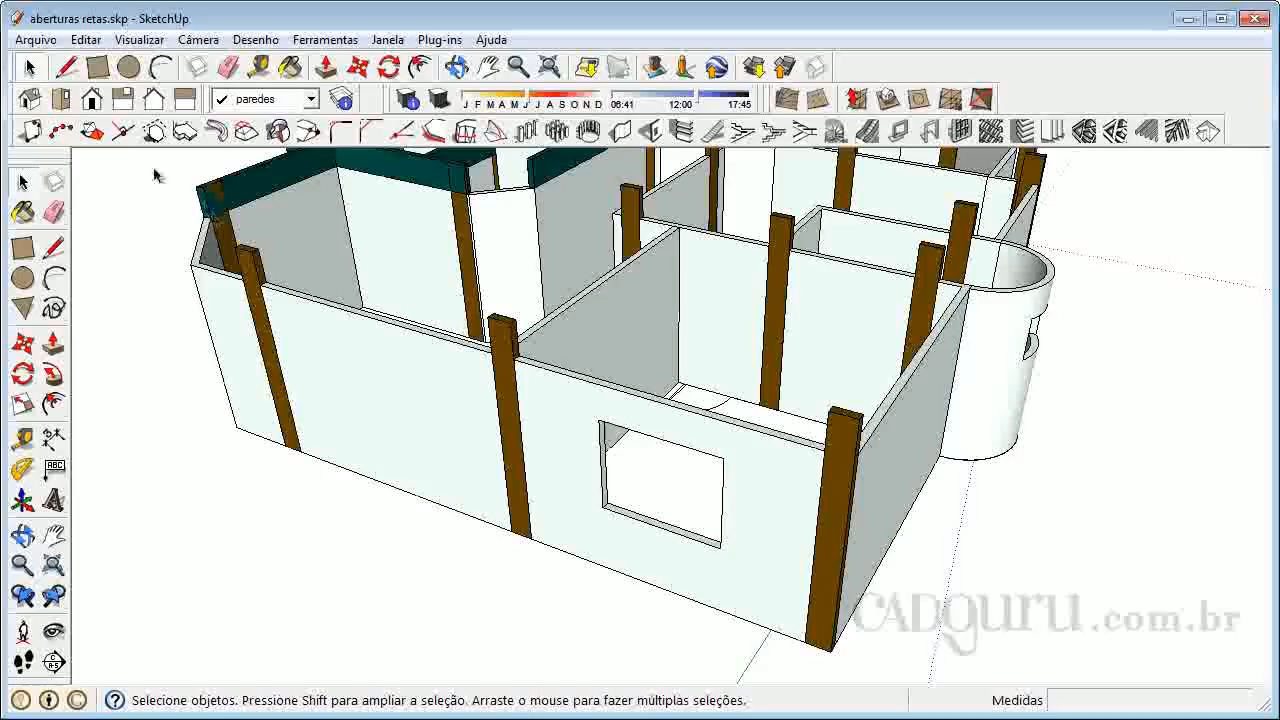 aberturas retas.skp - SketchUp
Arquivo Editar Visualizar Câmera Desenho Ferramentas Janela Plug-ins Ajuda
paredes
J F M A M J J A S O N D
06:41 12:00 17:45
ABC
CADguru.com.br
Selecione objetos. Pressione Shift para ampliar a seleção. Arraste o mouse para fazer múltiplas seleções.
Medidas